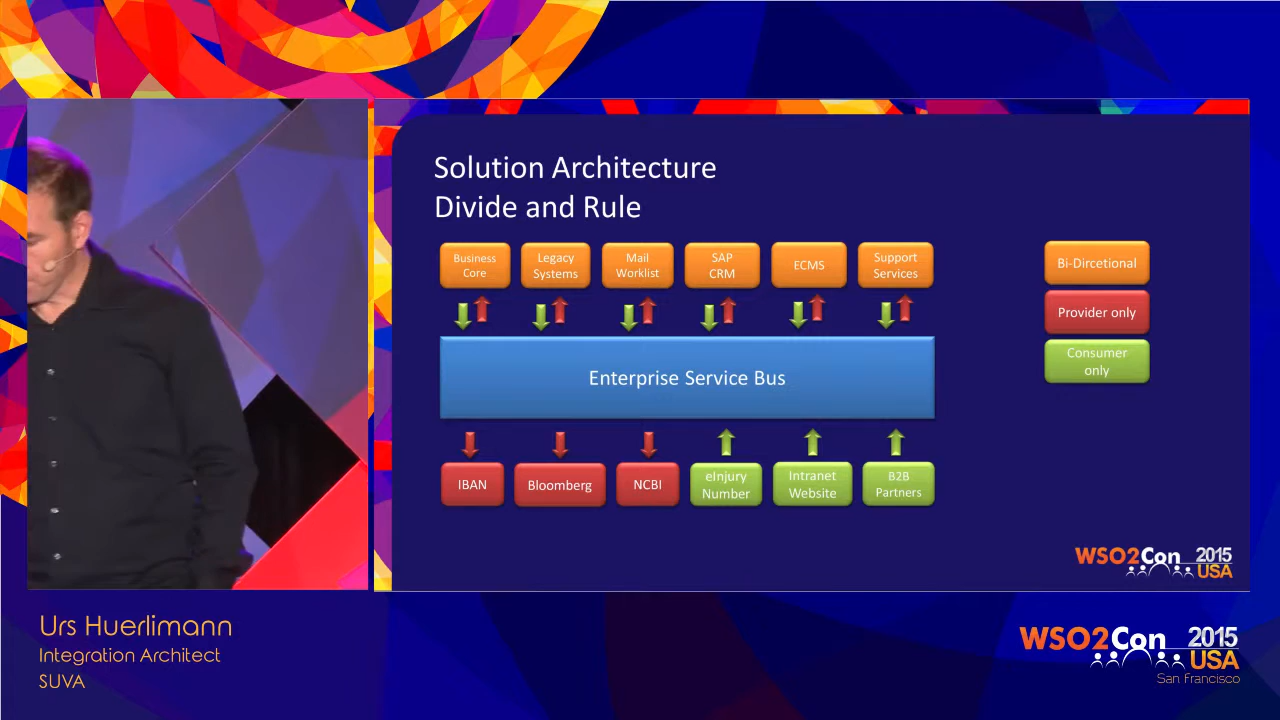 Solution Architecture
Divide and Rule
Business
Core
Legacy
Systems
Mail
Worklist
SAP
CRM
ECMS
Support
Services
Bi-Dircetional
Provider only
Consumer
only
Enterprise Service Bus
IBAN
Bloomberg
NCBI
eInjury
Number
Intranet
Website
B2B
Partners
WSO2Con 2015
USA
Urs Huerlimann
Integration Architect
SUVA
WSO2Con 2015
USA
San Francisco